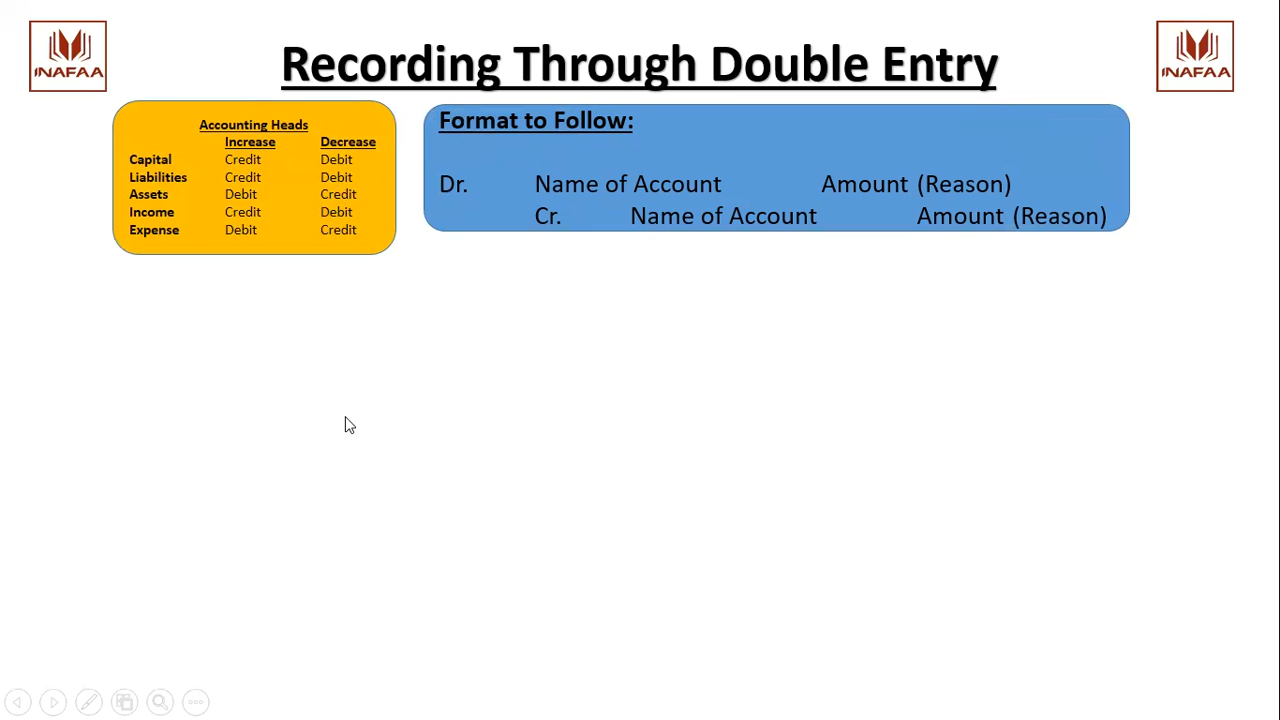 INAFAA
Recording Through Double Entry
INAFAA
Accounting Heads
Increase Decrease
Capital Credit Debit
Liabilities Credit Debit
Assets Debit Credit
Income Credit Debit
Expense Debit Credit
Format to Follow:
Dr. Name of Account Amount (Reason)
Cr. Name of Account Amount (Reason)